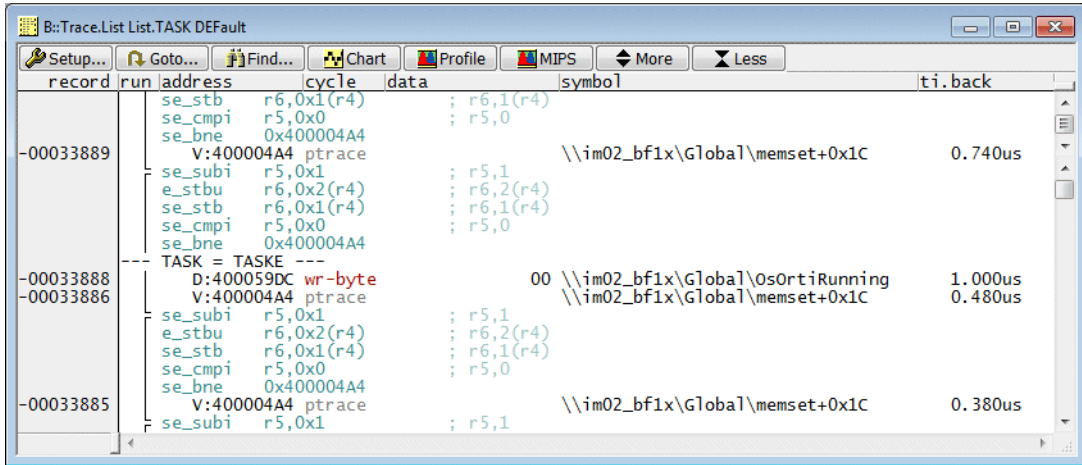 B::Trace.List List.TASK DEFault
Setup... Goto... Find... Chart Profile MIPS More Less
record run address cycle data symbol ti.back
se_stb r6,0x1(r4) ; r6,1(r4)
se_cmpi r5,0x0 ; r5,0
se_bne 0x400004A4
-00033889 V:400004A4 ptrace \\im02_bf1x\Global\memset+0x1C 0.740us
se_subi r5,0x1 ; r5,1
e_stbu r6,0x2(r4) ; r6,2(r4)
se_stb r6,0x1(r4) ; r6,1(r4)
se_cmpi r5,0x0 ; r5,0
se_bne 0x400004A4
--- TASK = TASKE ---
-00033888 D:400059DC wr-byte 00 \\im02_bf1x\Global\OsOrtiRunning 1.000us
-00033886 V:400004A4 ptrace \\im02_bf1x\Global\memset+0x1C 0.480us
se_subi r5,0x1 ; r5,1
e_stbu r6,0x2(r4) ; r6,2(r4)
se_stb r6,0x1(r4) ; r6,1(r4)
se_cmpi r5,0x0 ; r5,0
se_bne 0x400004A4
-00033885 V:400004A4 ptrace \\im02_bf1x\Global\memset+0x1C 0.380us
se_subi r5,0x1 ; r5,1